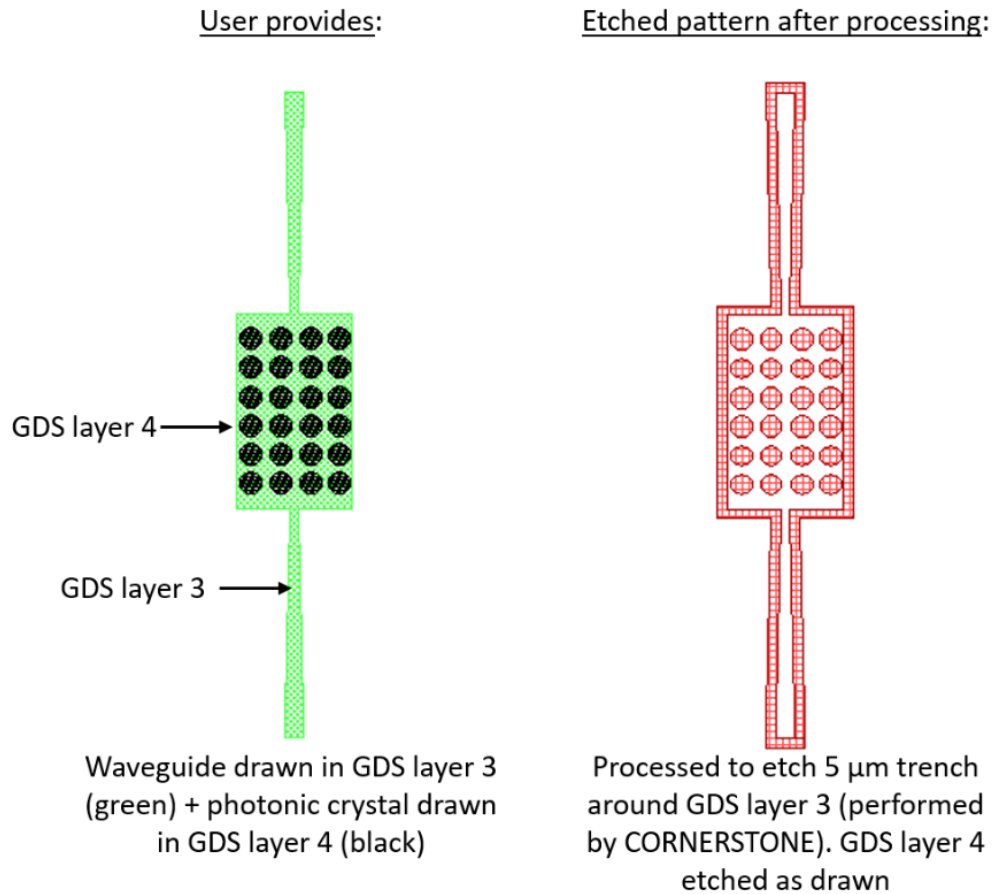 User provides:
Etched pattern after processing:
GDS layer 4
GDS layer 3
Waveguide drawn in GDS layer 3
(green) + photonic crystal drawn
in GDS layer 4 (black)
Processed to etch 5 μm trench
around GDS layer 3 (performed
by CORNERSTONE). GDS layer 4
etched as drawn